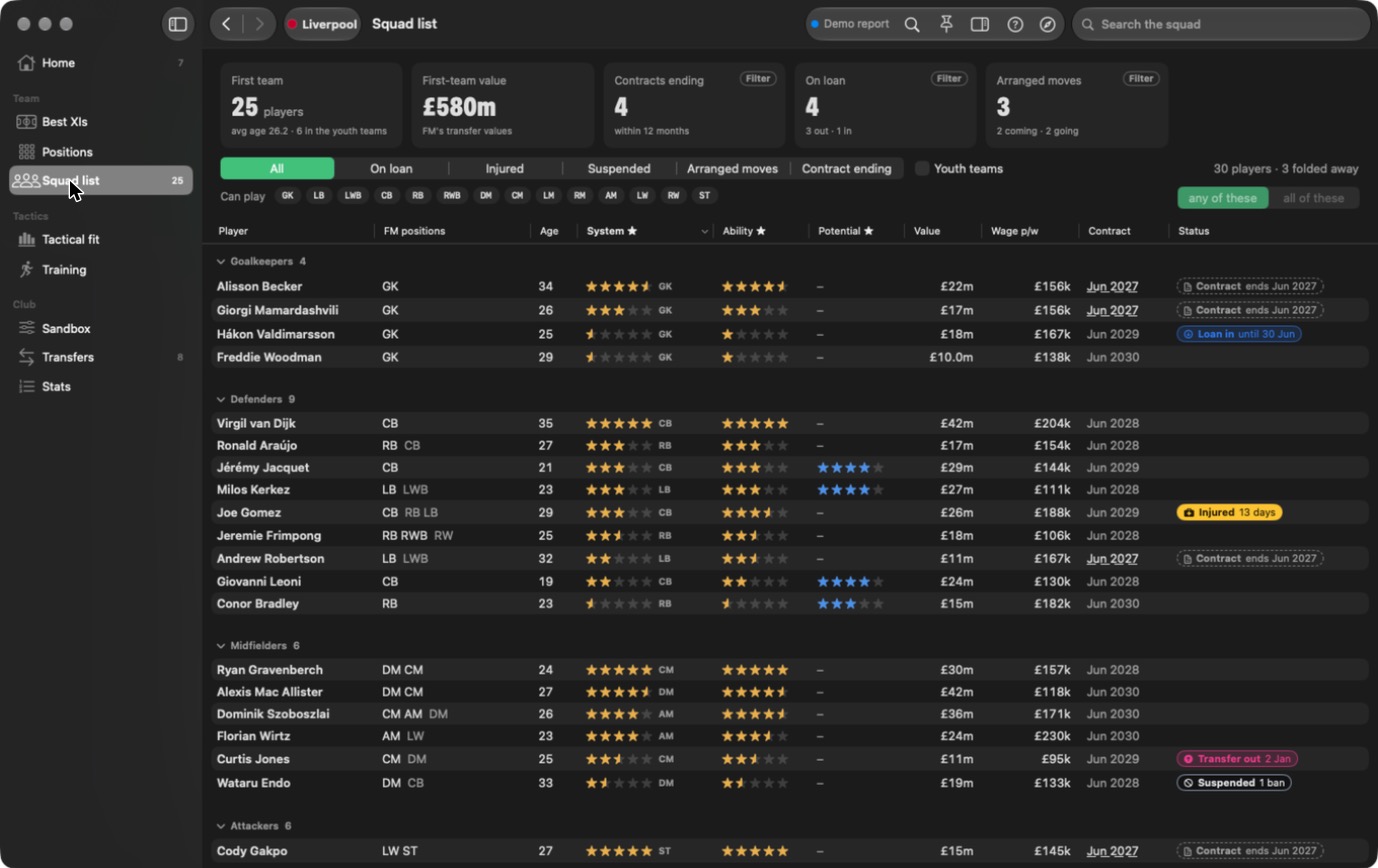 Liverpool Squad list Demo report Search the squad
Home 7
Team
Best XIs
Positions
Squad list 25
Tactics
Tactical fit
Training
Club
Sandbox
Transfers 8
Stats
First team
25 players
avg age 26.2 · 6 in the youth teams
First-team value
£580m
FM's transfer values
Contracts ending Filter
4
within 12 months
On loan Filter
4
3 out · 1 in
Arranged moves Filter
3
2 coming · 2 going
All On loan Injured Suspended Arranged moves Contract ending Youth teams 30 players · 3 folded away
Can play GK LB LWB CB RB RWB DM CM LM RM AM LW RW ST any of these all of these
Player FM positions Age System ★ Ability ★ Potential ★ Value Wage p/w Contract Status
Goalkeepers 4
Alisson Becker GK 34 GK – £22m £156k Jun 2027 Contract ends Jun 2027
Giorgi Mamardashvili GK 26 GK – £17m £156k Jun 2027 Contract ends Jun 2027
Hákon Valdimarsson GK 25 GK – £18m £167k Jun 2029 Loan in until 30 Jun
Freddie Woodman GK 29 GK – £10.0m £138k Jun 2030
Defenders 9
Virgil van Dijk CB 35 CB – £42m £204k Jun 2028
Ronald Araújo RB CB 27 RB – £17m £154k Jun 2028
Jérémy Jacquet CB 21 CB £29m £144k Jun 2029
Milos Kerkez LB LWB 23 LB £27m £111k Jun 2028
Joe Gomez CB RB LB 29 CB – £26m £188k Jun 2029 Injured 13 days
Jeremie Frimpong RB RWB RW 25 RB – £18m £106k Jun 2028
Andrew Robertson LB LWB 32 LB – £11m £167k Jun 2027 Contract ends Jun 2027
Giovanni Leoni CB 19 CB £24m £130k Jun 2028
Conor Bradley RB 23 RB £15m £182k Jun 2030
Midfielders 6
Ryan Gravenberch DM CM 24 CM – £30m £157k Jun 2028
Alexis Mac Allister DM CM 27 DM – £42m £118k Jun 2030
Dominik Szoboszlai CM AM DM 26 AM – £36m £171k Jun 2030
Florian Wirtz AM LW 23 AM – £24m £230k Jun 2030
Curtis Jones CM DM 25 CM – £11m £95k Jun 2029 Transfer out 2 Jan
Wataru Endo DM CB 33 DM – £19m £133k Jun 2028 Suspended 1 ban
Attackers 6
Cody Gakpo LW ST 27 ST – £15m £145k Jun 2027 Contract ends Jun 2027